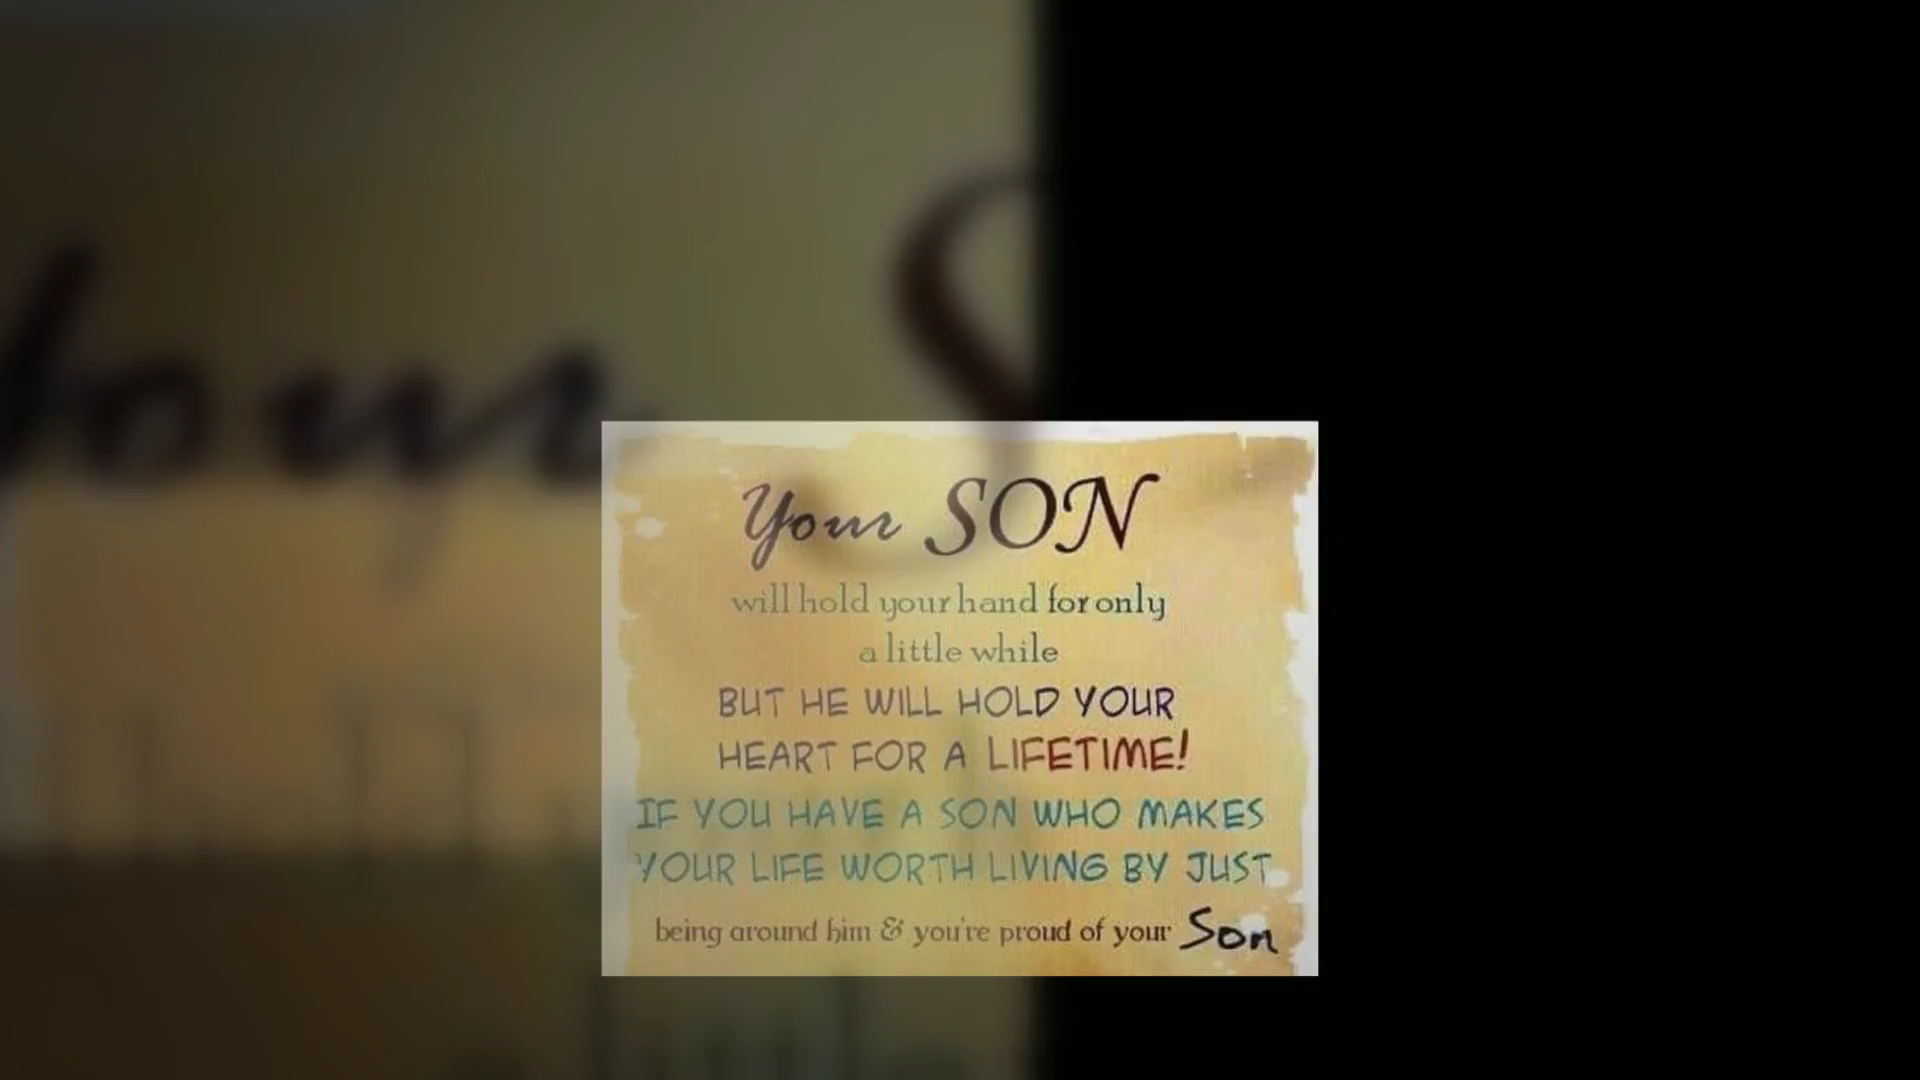 Your SON
will hold your hand for only
a little while
BUT HE WILL HOLD YOUR
HEART FOR A LIFETIME!
IF YOU HAVE A SON WHO MAKES
YOUR LIFE WORTH LIVING BY JUST
being around him & you're proud of your Son